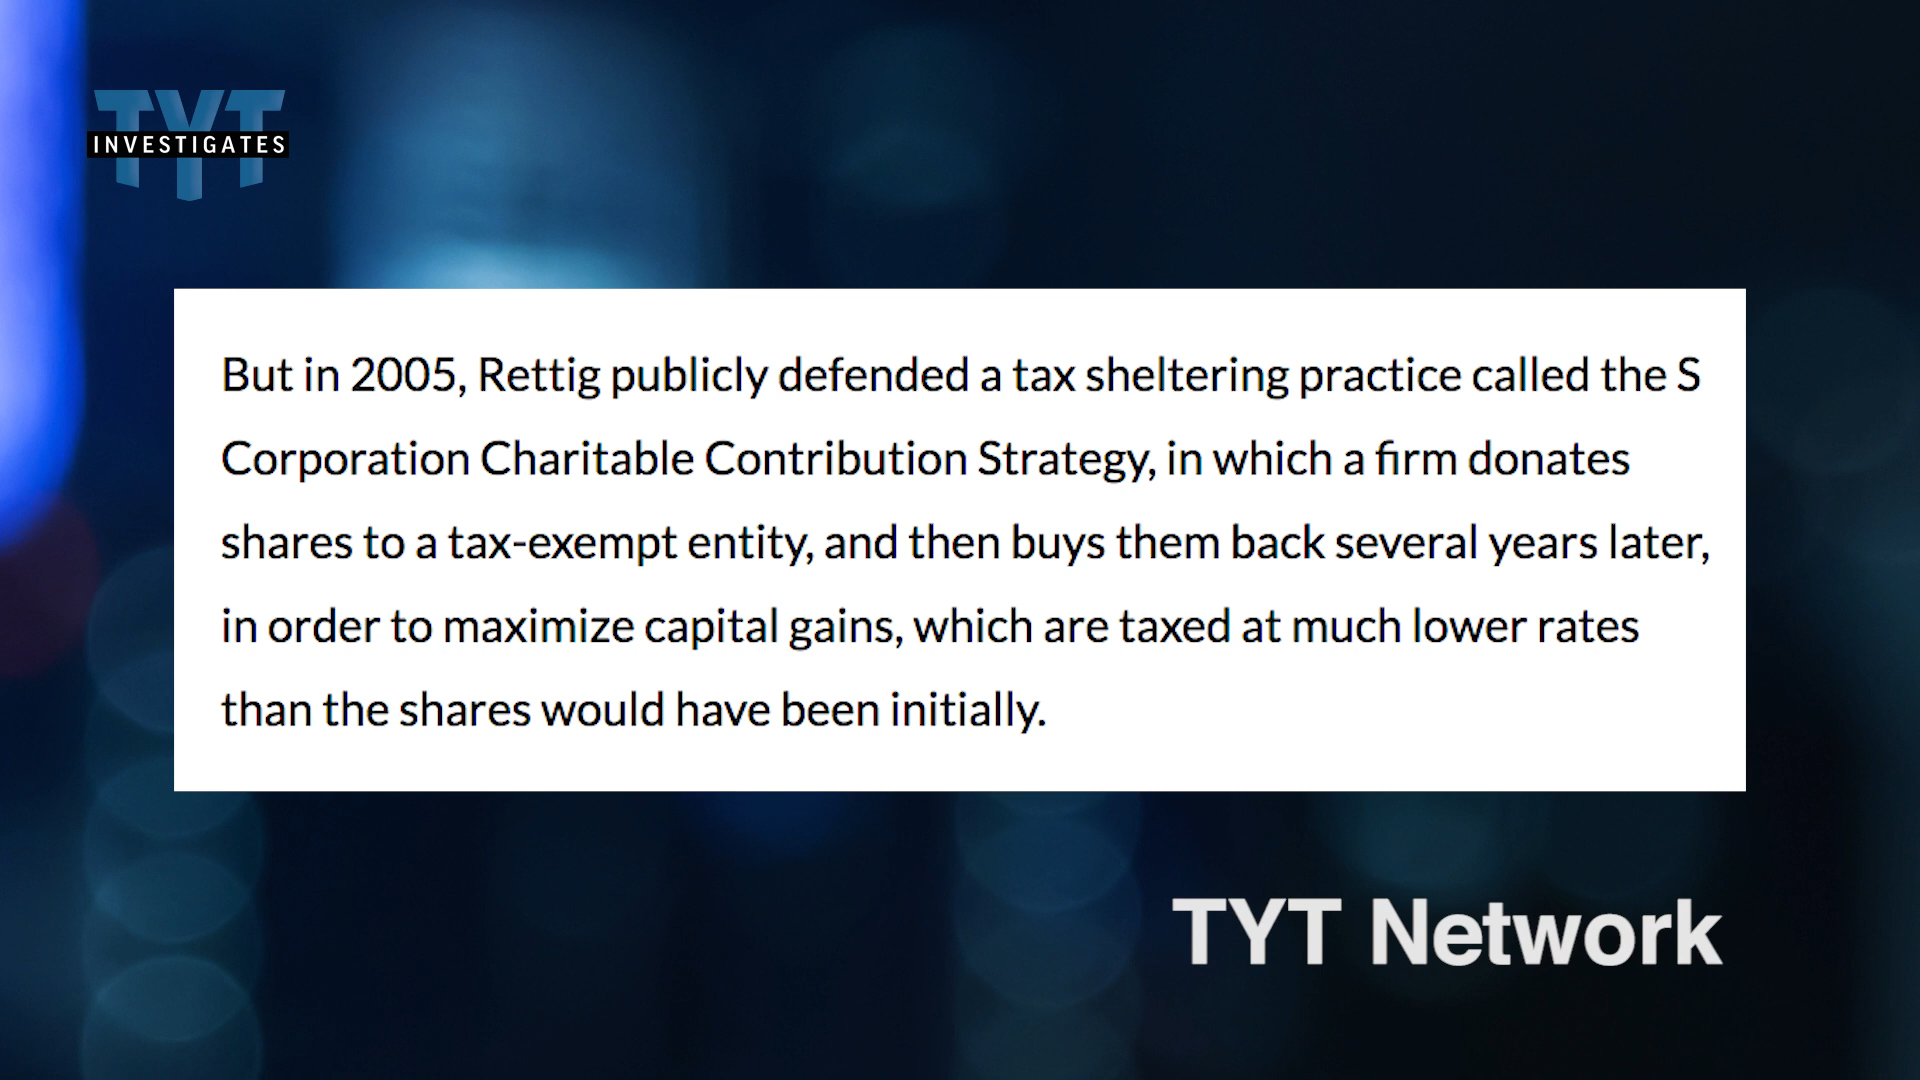 TYT
INVESTIGATES
But in 2005, Rettig publicly defended a tax sheltering practice called the S
Corporation Charitable Contribution Strategy, in which a firm donates
shares to a tax-exempt entity, and then buys them back several years later,
in order to maximize capital gains, which are taxed at much lower rates
than the shares would have been initially.
TYT Network